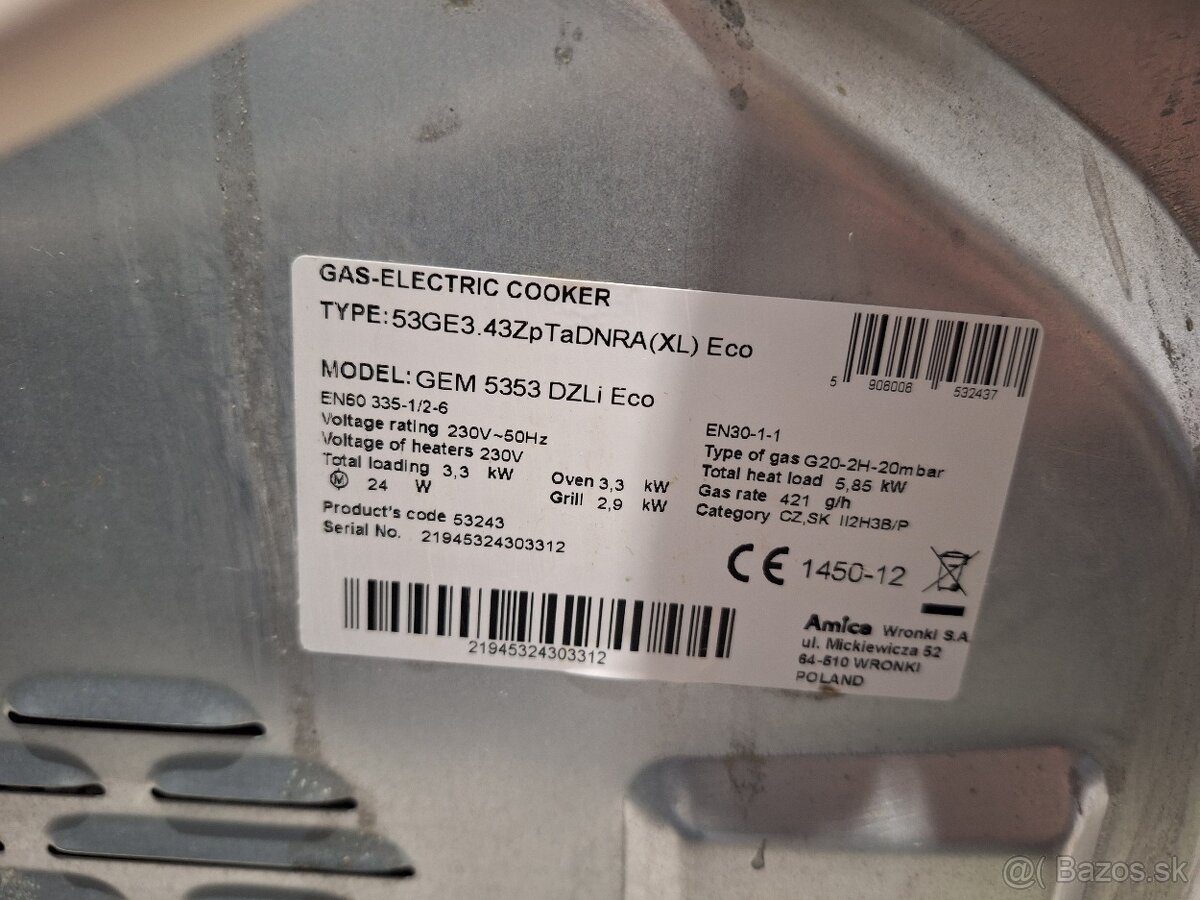 GAS-ELECTRIC COOKER
TYPE: 53GE3.43ZpTaDNRA(XL) Eco
MODEL: GEM 5353 DZLi Eco
5 906006 532437
EN60 335-1/2-6
Voltage rating 230V~50Hz
Voltage of heaters 230V
Total loading 3,3 kW
M 24 W
Oven 3,3 kW
Grill 2,9 kW
EN30-1-1
Type of gas G20-2H-20mbar
Total heat load 5,85 kW
Gas rate 421 g/h
Category CZ,SK II2H3B/P
Product's code 53243
Serial No. 21945324303312
CE 1450-12
21945324303312
Amica Wronki S.A
ul. Mickiewicza 52
64-510 WRONKI
POLAND
@( Bazos.sk